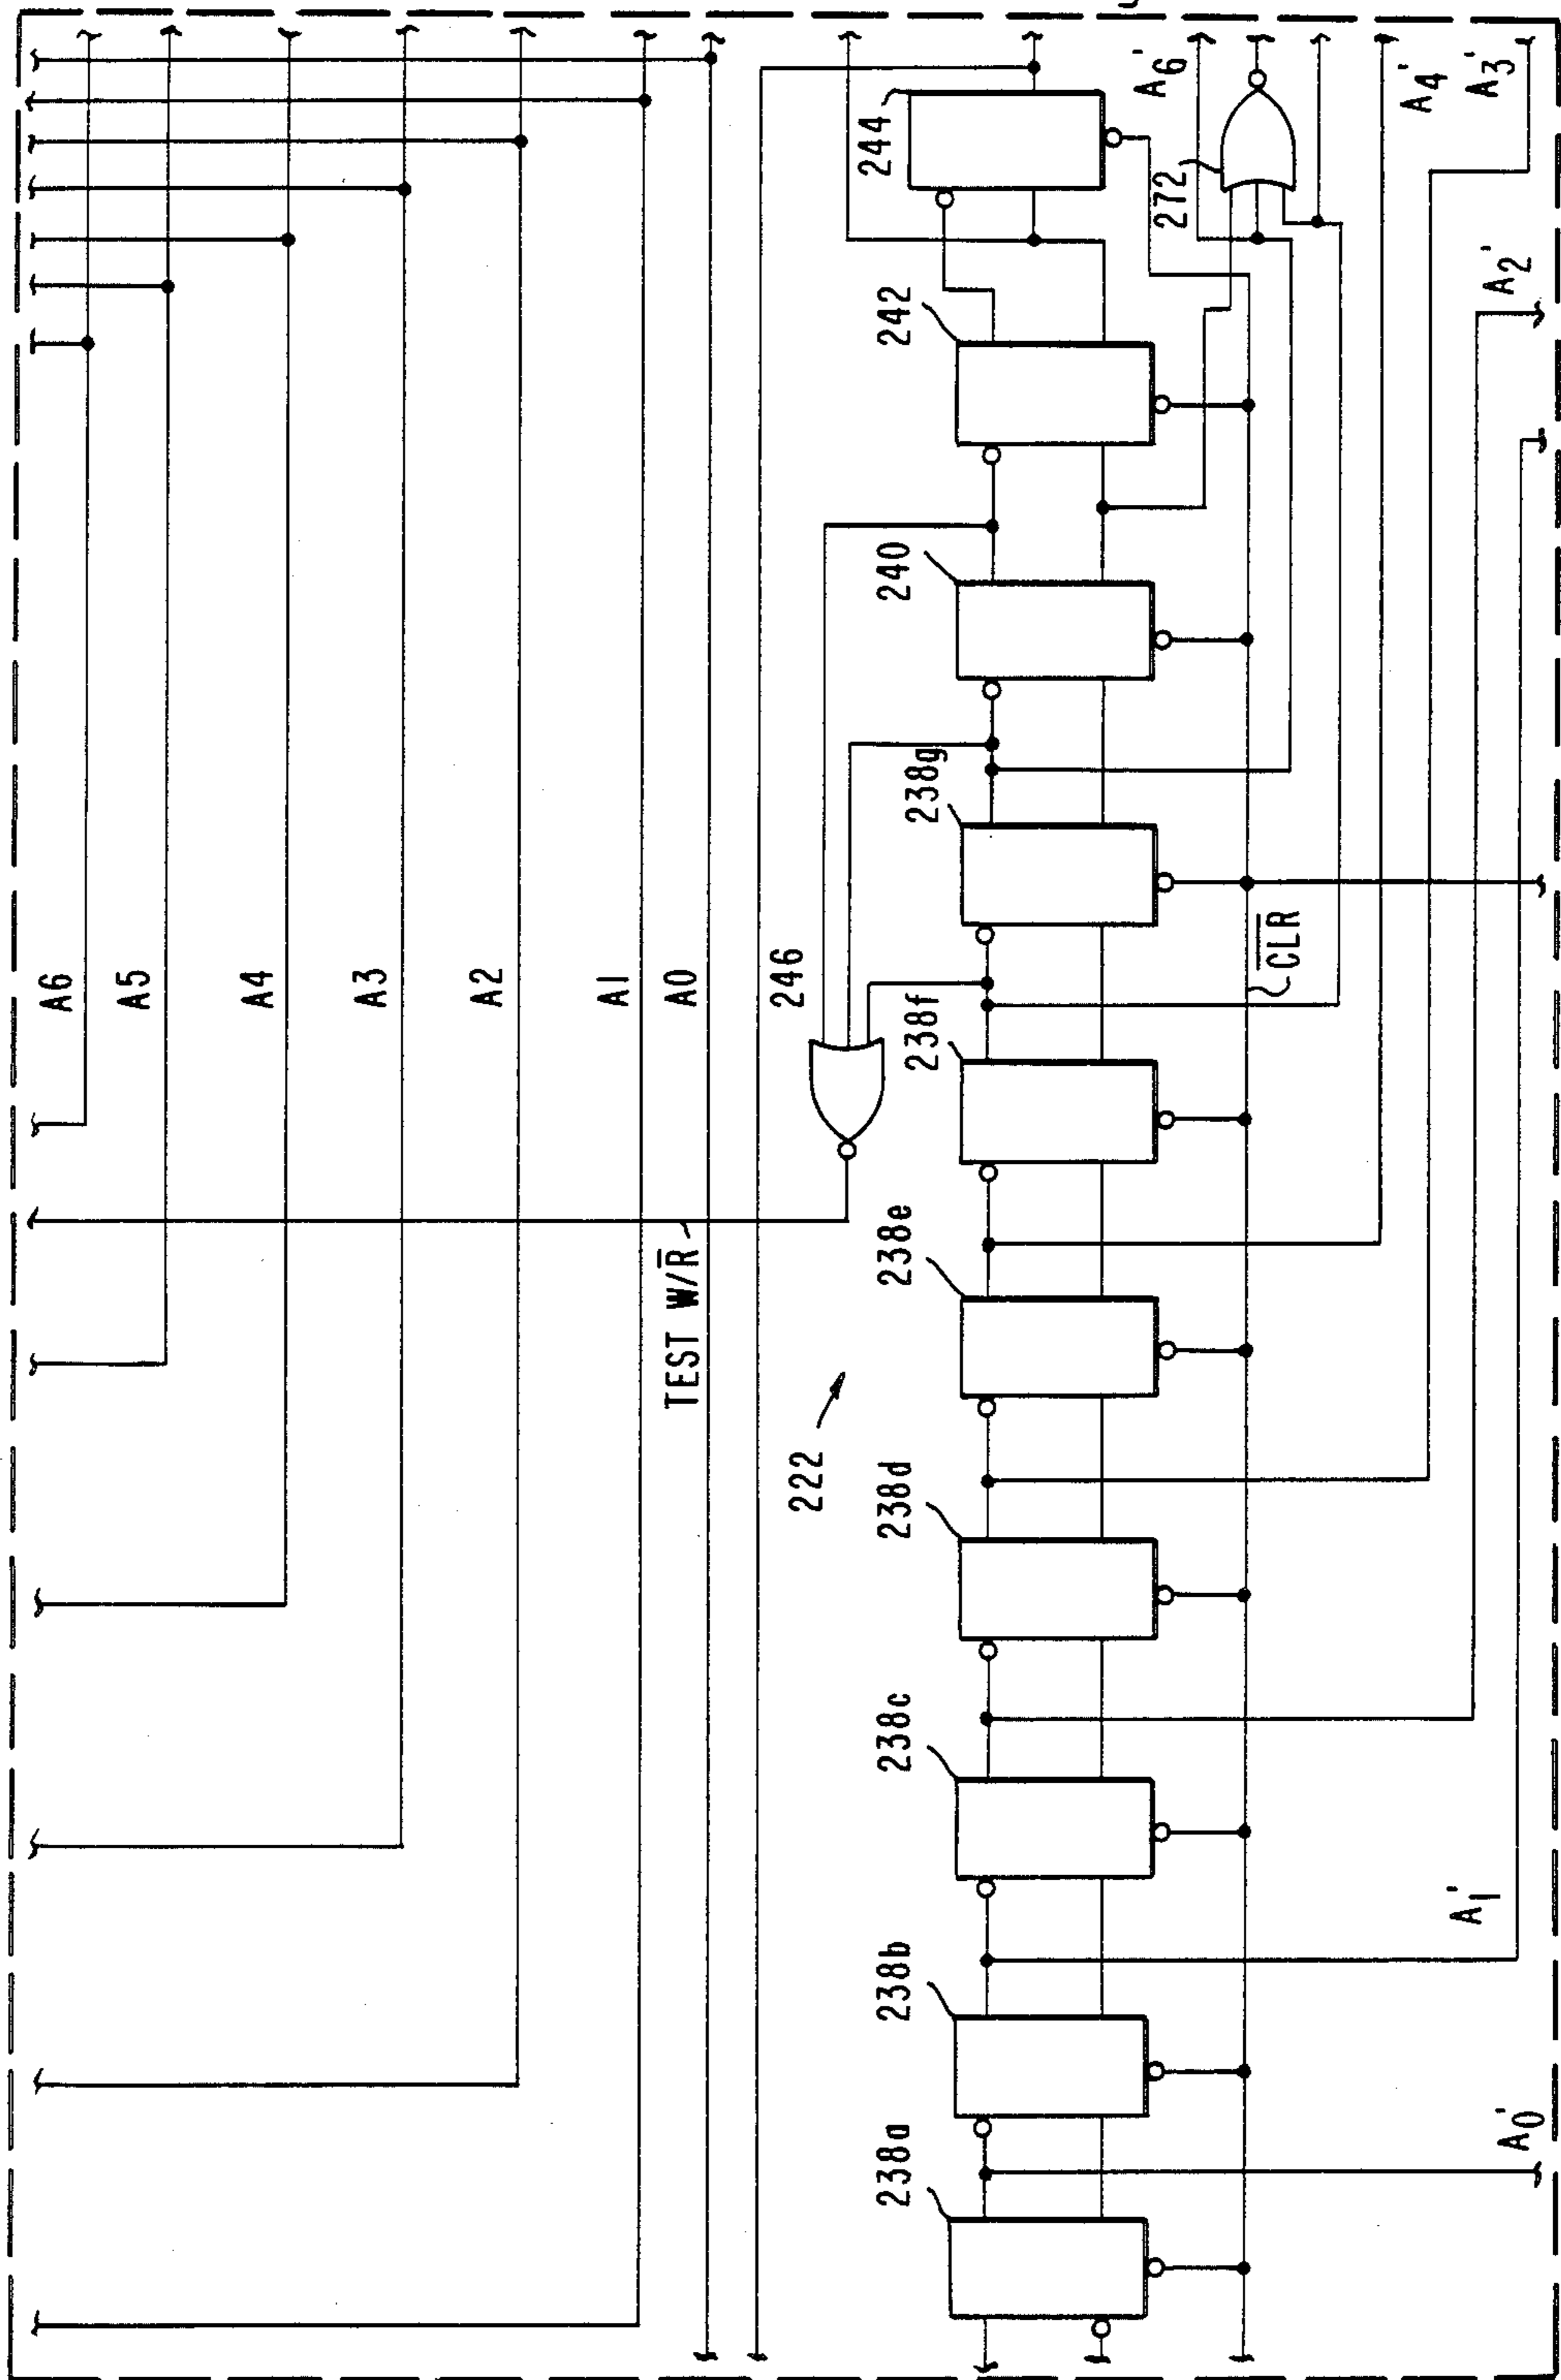 A6
A5
A4
A3
A2
A1
A0
TEST W/R̅
246
222
238a
238b
238c
238d
238e
238f
238g
240
242
244
272
C̅L̅R̅
A0'
A1'
A2'
A3'
A4'
A6'